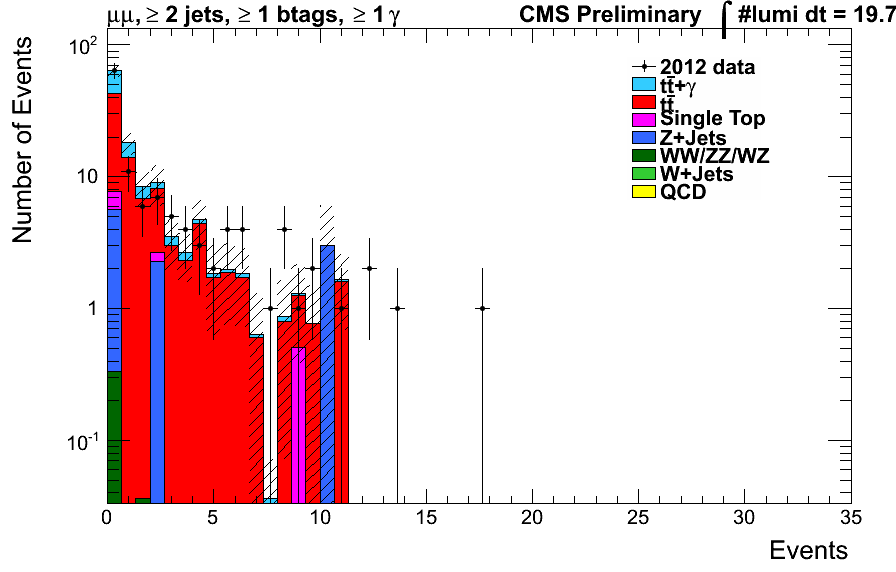 μμ, ≥ 2 jets, ≥ 1 btags, ≥ 1 γ
CMS Preliminary ∫ #lumi dt = 19.7
Number of Events
10²
10
1
10⁻¹
2012 data
tt̄+γ
tt̄
Single Top
Z+Jets
WW/ZZ/WZ
W+Jets
QCD
0 5 10 15 20 25 30 35
Events